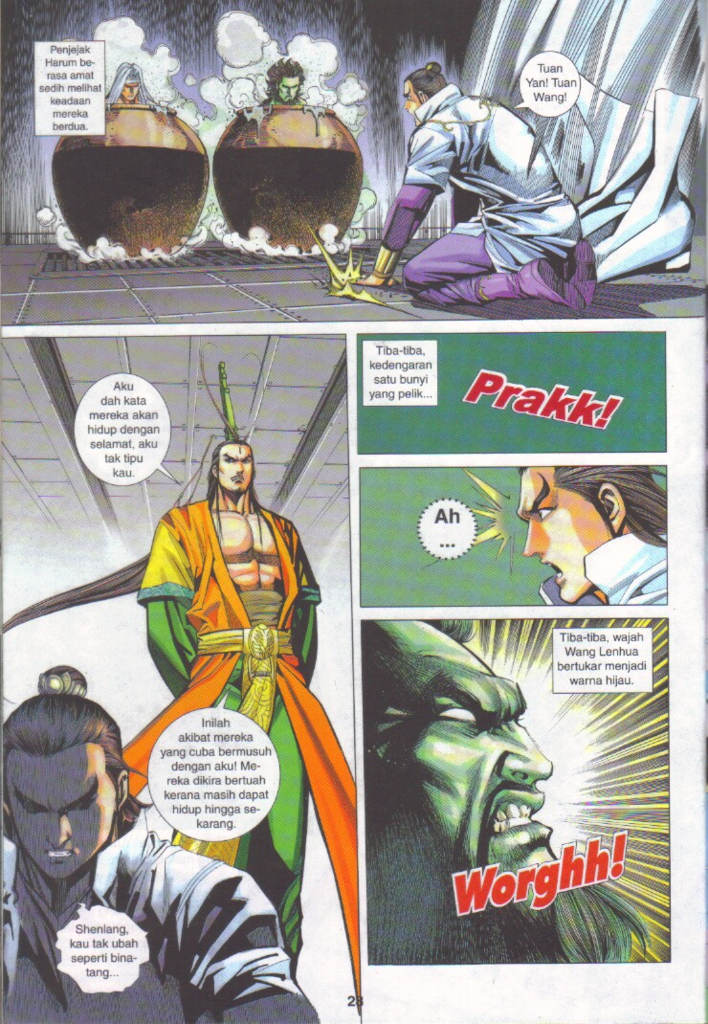 Penjejak
Harum be-
rasa amat
sedih melihat
keadaan
mereka
berdua.
Tuan
Yan! Tuan
Wang!
Aku
dah kata
mereka akan
hidup dengan
selamat, aku
tak tipu
kau.
Inilah
akibat mereka
yang cuba bermusuh
dengan aku! Me-
reka dikira bertuah
kerana masih dapat
hidup hingga se-
karang.
Shenlang,
kau tak ubah
seperti bina-
tang...
Tiba-tiba,
kedengaran
satu bunyi
yang pelik...
Prakk!
Ah
...
Tiba-tiba, wajah
Wang Lenhua
bertukar menjadi
warna hijau.
Worghh!
28